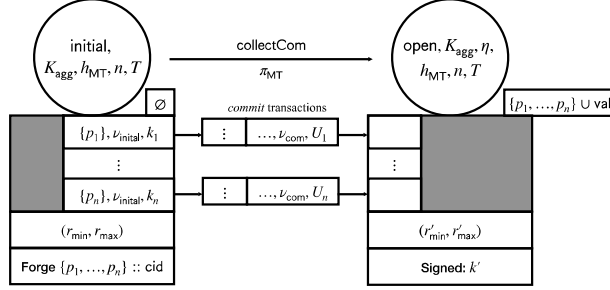 initial,
K_agg, h_MT, n, T
collectCom
π_MT
open, K_agg, η,
h_MT, n, T
∅
{p_1, …, p_n} ∪ val
commit transactions
{p_1}, ν_inital, k_1
⋮
…, ν_com, U_1
⋮
⋮
{p_n}, ν_inital, k_n
⋮
…, ν_com, U_n
(r_min, r_max)
(r'_min, r'_max)
Forge {p_1, …, p_n} :: cid
Signed: k'